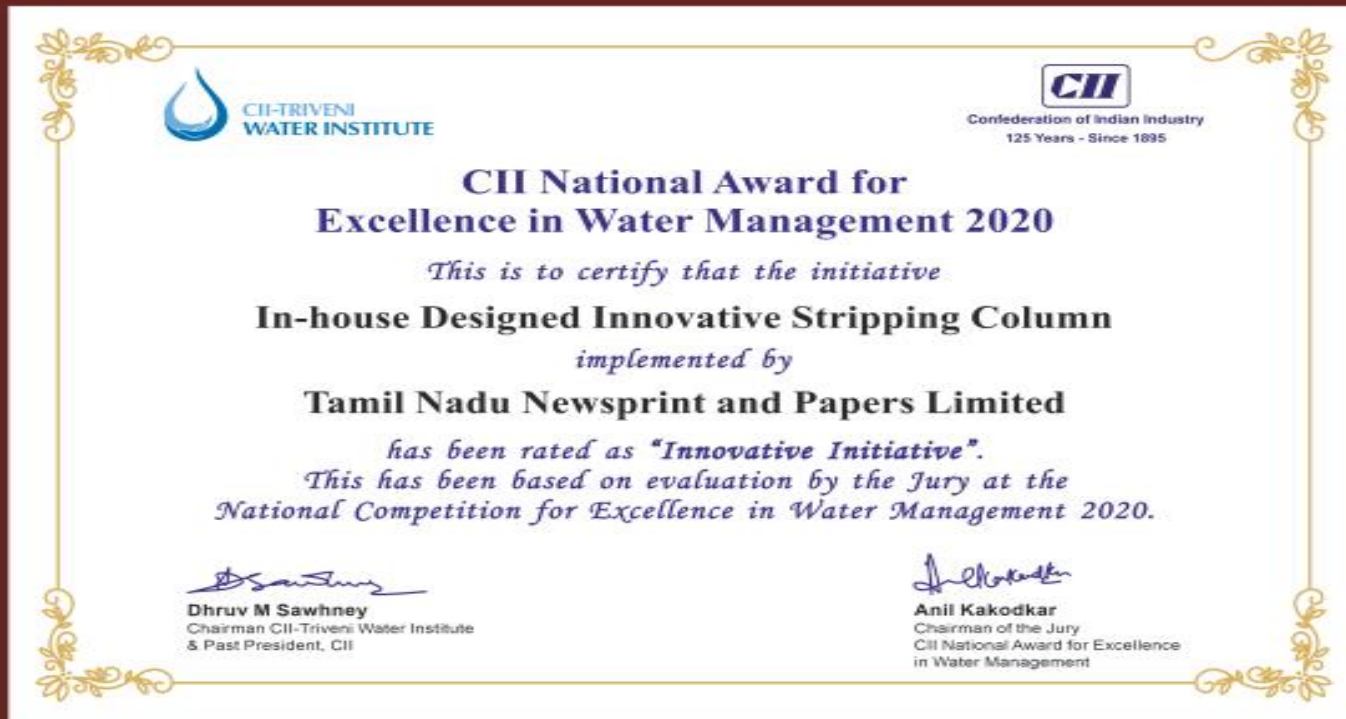 CII-TRIVENI
WATER INSTITUTE
CII
Confederation of Indian Industry
125 Years - Since 1895
CII National Award for
Excellence in Water Management 2020
This is to certify that the initiative
In-house Designed Innovative Stripping Column
implemented by
Tamil Nadu Newsprint and Papers Limited
has been rated as "Innovative Initiative".
This has been based on evaluation by the Jury at the
National Competition for Excellence in Water Management 2020.
Dhruv M Sawhney
Chairman CII-Triveni Water Institute
& Past President, CII
Anil Kakodkar
Chairman of the Jury
CII National Award for Excellence
in Water Management